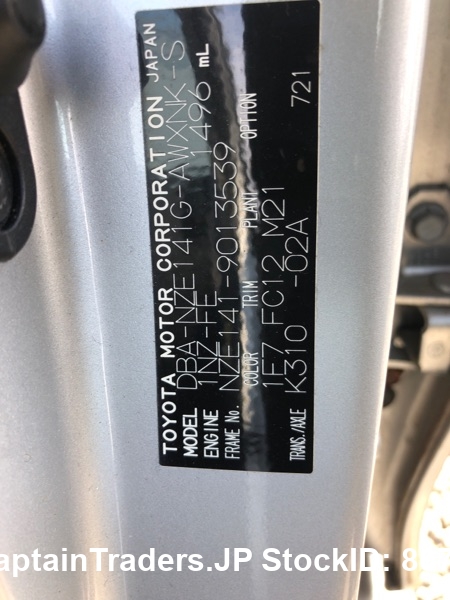 TOYOTA MOTOR CORPORATION JAPAN
MODEL DBA-NZE141G-AWXNK-S
ENGINE 1NZ-FE 1496 mL
FRAME No. NZE141-9013539
COLOR TRIM PLANT OPTION
1E7 FC12 M21 721
TRANS./AXLE K310 -02A
aptainTraders.JP StockID: 8